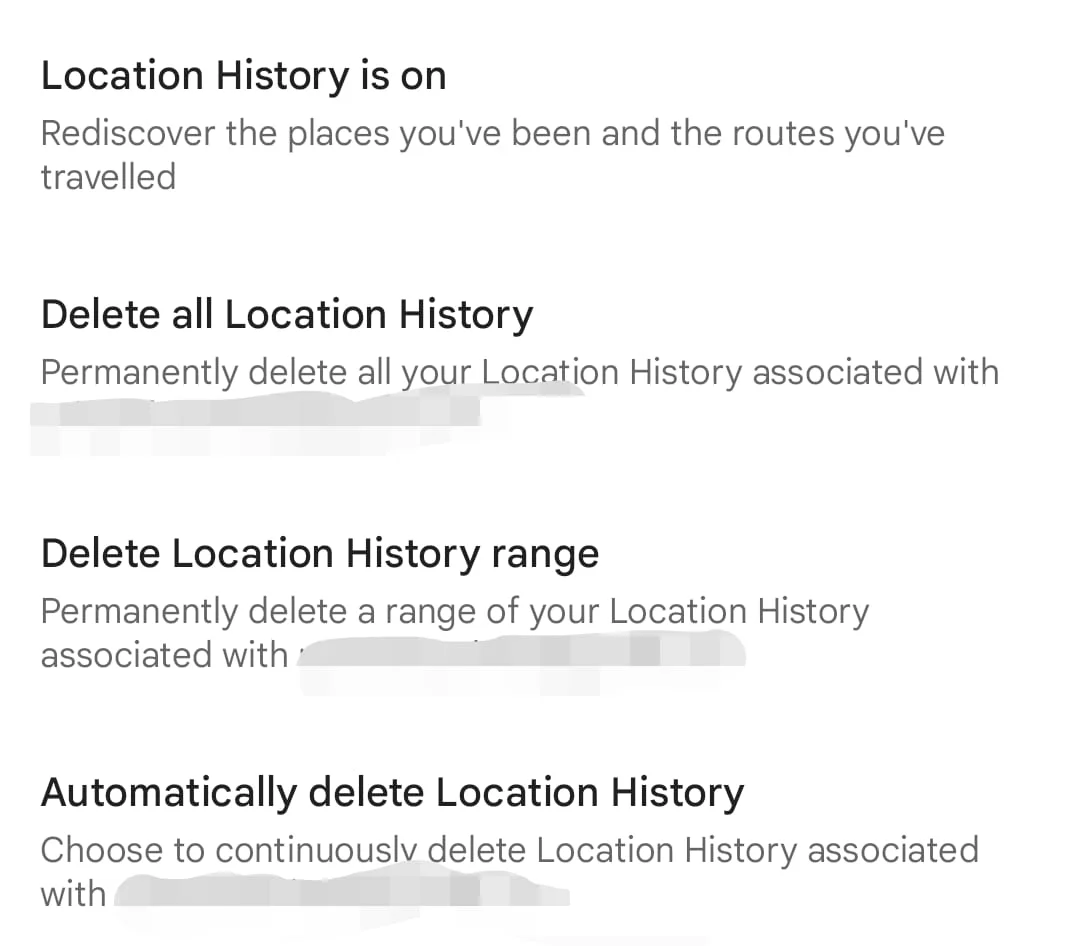 Location History is on
Rediscover the places you've been and the routes you've
travelled
Delete all Location History
Permanently delete all your Location History associated with
Delete Location History range
Permanently delete a range of your Location History
associated with
Automatically delete Location History
Choose to continuously delete Location History associated
with